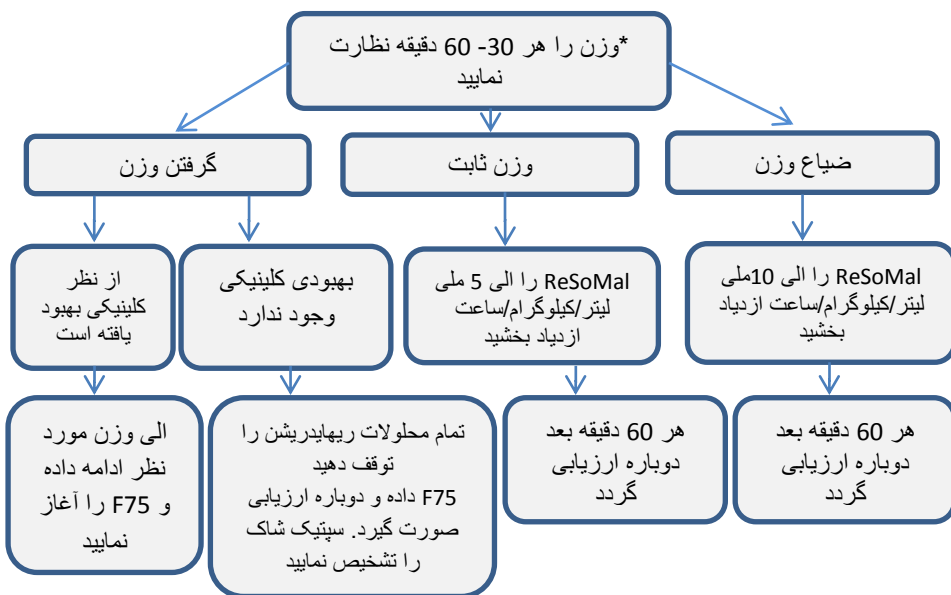 *وزن را هر 30- 60 دقیقه نظارت
نمایید
ضیاع وزن
وزن ثابت
گرفتن وزن
ReSoMal را الی 10ملی
لیتر/کیلوگرام/ساعت ازدیاد
بخشید
ReSoMal را الی 5 ملی
لیتر/کیلوگرام/ساعت
ازدیاد بخشید
بهبودی کلینیکی
وجود ندارد
از نظر
کلینیکی بهبود
یافته است
هر 60 دقیقه بعد
دوباره ارزیابی
گردد
هر 60 دقیقه بعد
دوباره ارزیابی
گردد
تمام محلولات ریهایدریشن را
توقف دهید
F75 داده و دوباره ارزیابی
صورت گیرد. سپتیک شاک
را تشخیص نمایید
الی وزن مورد
نظر ادامه داده
و F75 را آغاز
نمایید